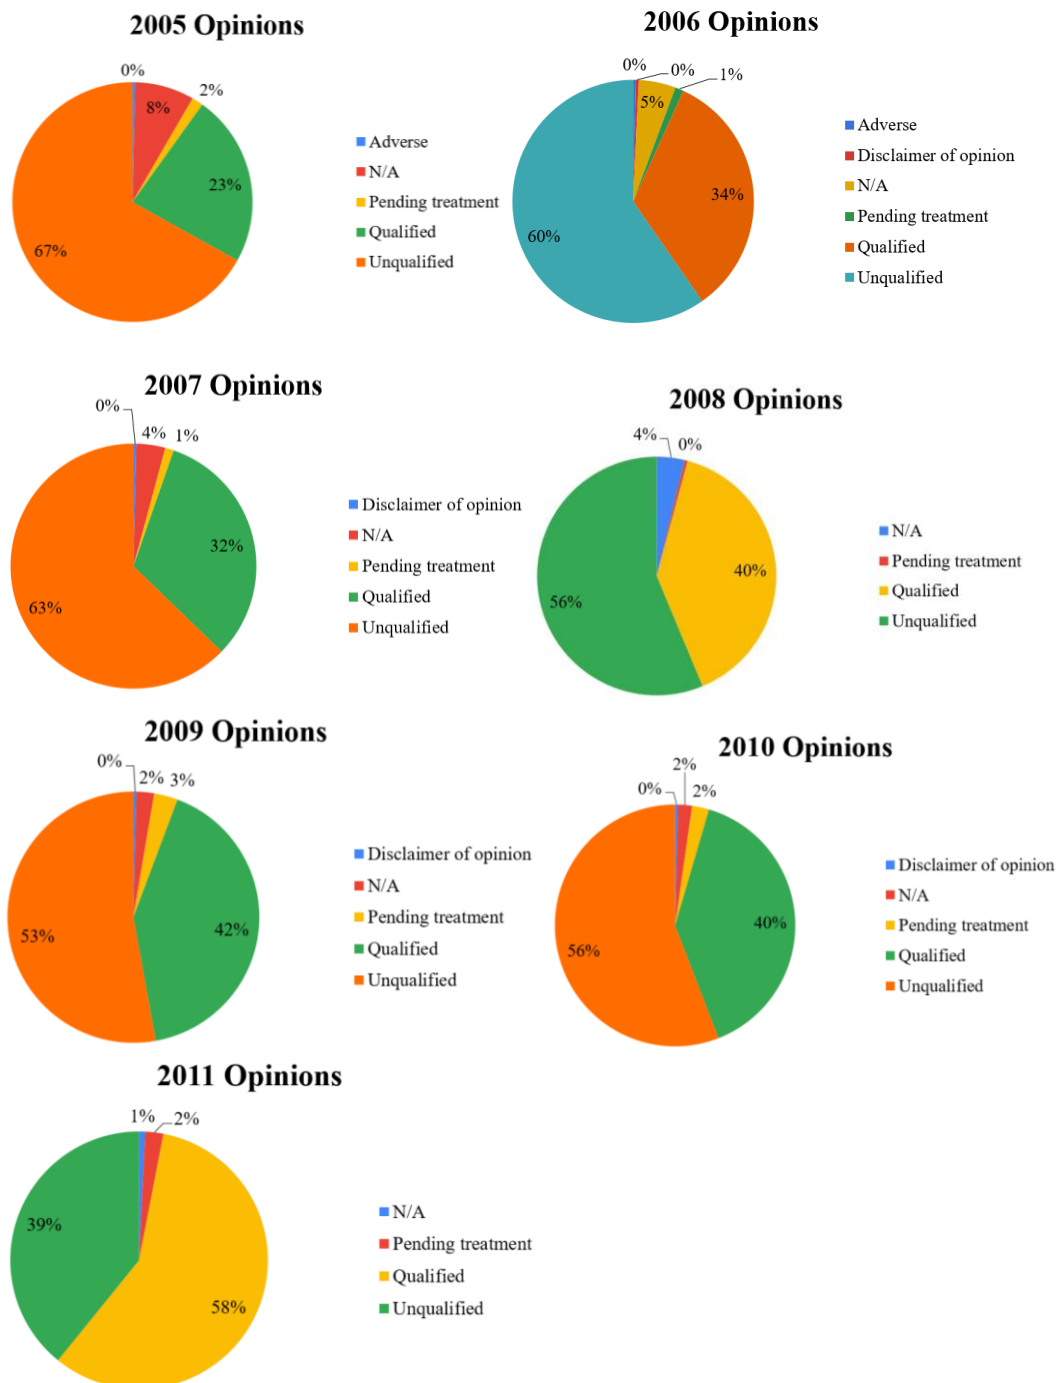 2005 Opinions
0%
8%
2%
23%
67%
Adverse
N/A
Pending treatment
Qualified
Unqualified
2006 Opinions
0%
0%
1%
5%
34%
60%
Adverse
Disclaimer of opinion
N/A
Pending treatment
Qualified
Unqualified
2007 Opinions
0%
4%
1%
32%
63%
Disclaimer of opinion
N/A
Pending treatment
Qualified
Unqualified
2008 Opinions
4%
0%
40%
56%
N/A
Pending treatment
Qualified
Unqualified
2009 Opinions
0%
2%
3%
42%
53%
Disclaimer of opinion
N/A
Pending treatment
Qualified
Unqualified
2010 Opinions
2%
0%
2%
40%
56%
Disclaimer of opinion
N/A
Pending treatment
Qualified
Unqualified
2011 Opinions
1%
2%
39%
58%
N/A
Pending treatment
Qualified
Unqualified